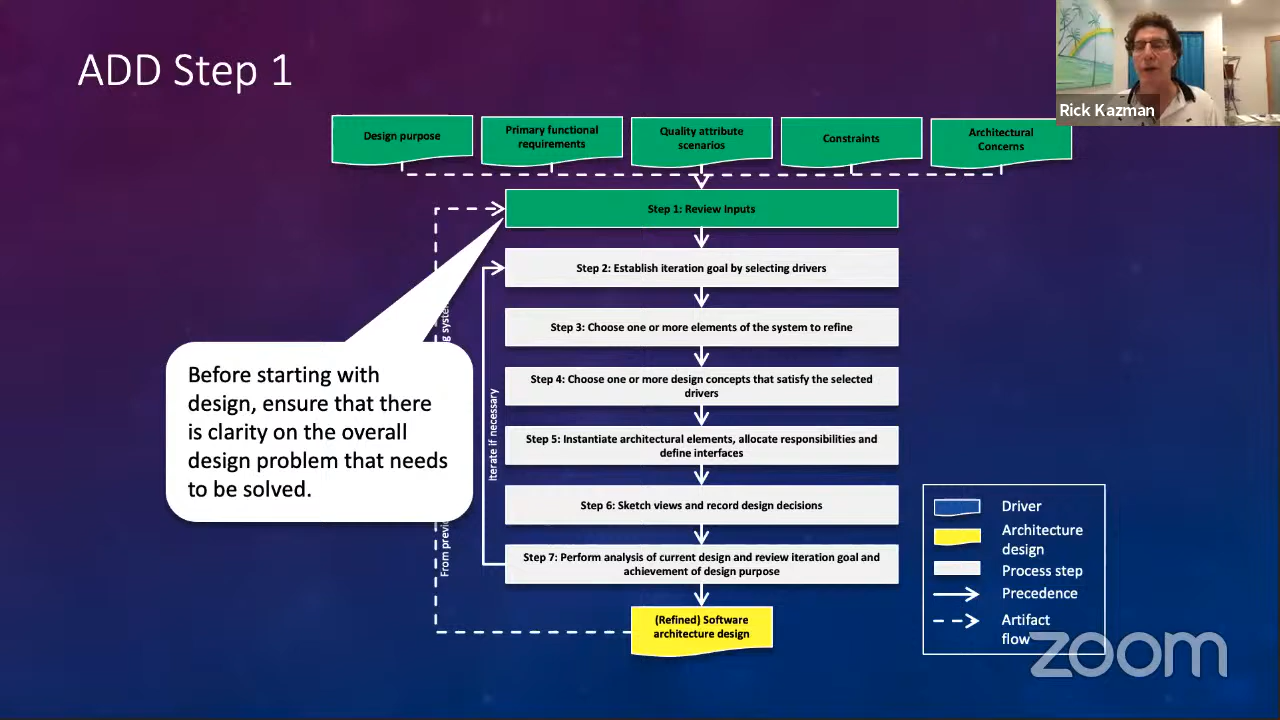 ADD Step 1
Rick Kazman
Design purpose
Primary functional
requirements
Quality attribute
scenarios
Constraints
Architectural
Concerns
Step 1: Review Inputs
Step 2: Establish iteration goal by selecting drivers
Step 3: Choose one or more elements of the system to refine
Step 4: Choose one or more design concepts that satisfy the selected
drivers
Step 5: Instantiate architectural elements, allocate responsibilities and
define interfaces
Step 6: Sketch views and record design decisions
Step 7: Perform analysis of current design and review iteration goal and
achievement of design purpose
(Refined) Software
architecture design
Before starting with
design, ensure that there
is clarity on the overall
design problem that needs
to be solved.
Iterate if necessary
From
Driver
Architecture
design
Process step
Precedence
Artifact
flow
zoom